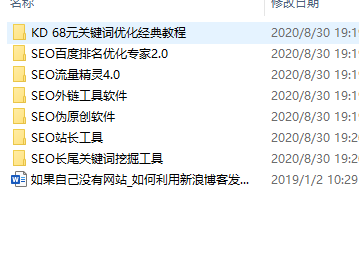 名称 修改日期
KD 68元关键词优化经典教程 2020/8/30 19:1
SEO百度排名优化专家2.0 2020/8/30 19:1
SEO流量精灵4.0 2020/8/30 19:1
SEO外链工具软件 2020/8/30 19:1
SEO伪原创软件 2020/8/30 19:1
SEO站长工具 2020/8/30 19:2
SEO长尾关键词挖掘工具 2020/8/30 19:2
如果自己没有网站_如何利用新浪博客发... 2019/1/2 10:29